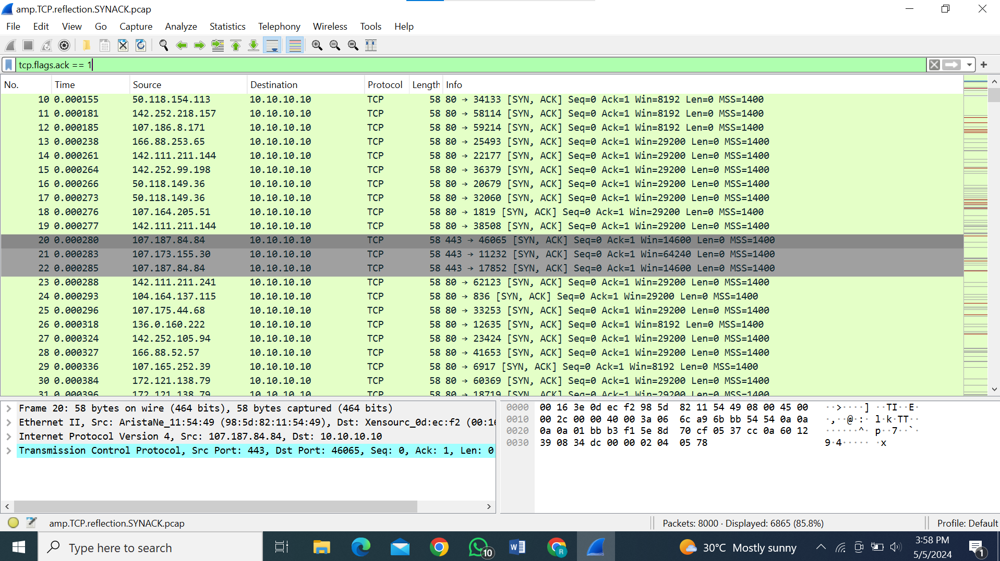 amp.TCP.reflection.SYNACK.pcap
File Edit View Go Capture Analyze Statistics Telephony Wireless Tools Help
tcp.flags.ack == 1
No. Time Source Destination Protocol Length Info
10 0.000155 50.118.154.113 10.10.10.10 TCP 58 80 → 34133 [SYN, ACK] Seq=0 Ack=1 Win=8192 Len=0 MSS=1400
11 0.000181 142.252.218.157 10.10.10.10 TCP 58 80 → 58114 [SYN, ACK] Seq=0 Ack=1 Win=8192 Len=0 MSS=1400
12 0.000185 107.186.8.171 10.10.10.10 TCP 58 80 → 59214 [SYN, ACK] Seq=0 Ack=1 Win=8192 Len=0 MSS=1400
13 0.000238 166.88.253.65 10.10.10.10 TCP 58 80 → 25493 [SYN, ACK] Seq=0 Ack=1 Win=29200 Len=0 MSS=1400
14 0.000261 142.111.211.144 10.10.10.10 TCP 58 80 → 22177 [SYN, ACK] Seq=0 Ack=1 Win=29200 Len=0 MSS=1400
15 0.000264 142.252.99.198 10.10.10.10 TCP 58 80 → 36379 [SYN, ACK] Seq=0 Ack=1 Win=29200 Len=0 MSS=1400
16 0.000266 50.118.149.36 10.10.10.10 TCP 58 80 → 20679 [SYN, ACK] Seq=0 Ack=1 Win=29200 Len=0 MSS=1400
17 0.000273 50.118.149.36 10.10.10.10 TCP 58 80 → 32060 [SYN, ACK] Seq=0 Ack=1 Win=29200 Len=0 MSS=1400
18 0.000276 107.164.205.51 10.10.10.10 TCP 58 80 → 1819 [SYN, ACK] Seq=0 Ack=1 Win=29200 Len=0 MSS=1400
19 0.000277 142.111.211.144 10.10.10.10 TCP 58 80 → 38508 [SYN, ACK] Seq=0 Ack=1 Win=29200 Len=0 MSS=1400
20 0.000280 107.187.84.84 10.10.10.10 TCP 58 443 → 46065 [SYN, ACK] Seq=0 Ack=1 Win=14600 Len=0 MSS=1400
21 0.000283 107.173.155.30 10.10.10.10 TCP 58 443 → 11232 [SYN, ACK] Seq=0 Ack=1 Win=64240 Len=0 MSS=1400
22 0.000285 107.187.84.84 10.10.10.10 TCP 58 443 → 17852 [SYN, ACK] Seq=0 Ack=1 Win=14600 Len=0 MSS=1400
23 0.000288 142.111.211.241 10.10.10.10 TCP 58 80 → 62123 [SYN, ACK] Seq=0 Ack=1 Win=29200 Len=0 MSS=1400
24 0.000293 104.164.137.115 10.10.10.10 TCP 58 80 → 836 [SYN, ACK] Seq=0 Ack=1 Win=29200 Len=0 MSS=1400
25 0.000296 107.175.44.68 10.10.10.10 TCP 58 80 → 33253 [SYN, ACK] Seq=0 Ack=1 Win=29200 Len=0 MSS=1400
26 0.000318 136.0.160.222 10.10.10.10 TCP 58 80 → 12635 [SYN, ACK] Seq=0 Ack=1 Win=8192 Len=0 MSS=1400
27 0.000324 142.252.105.94 10.10.10.10 TCP 58 80 → 23424 [SYN, ACK] Seq=0 Ack=1 Win=29200 Len=0 MSS=1400
28 0.000327 166.88.52.57 10.10.10.10 TCP 58 80 → 41653 [SYN, ACK] Seq=0 Ack=1 Win=29200 Len=0 MSS=1400
29 0.000336 107.165.252.39 10.10.10.10 TCP 58 80 → 6917 [SYN, ACK] Seq=0 Ack=1 Win=8192 Len=0 MSS=1400
30 0.000384 172.121.138.79 10.10.10.10 TCP 58 80 → 60369 [SYN, ACK] Seq=0 Ack=1 Win=29200 Len=0 MSS=1400
31 0.000396 172.121.138.79 10.10.10.10 TCP 58 80 → 18719 [SYN, ACK] Seq=0 Ack=1 Win=29200 Len=0 MSS=1400
Frame 20: 58 bytes on wire (464 bits), 58 bytes captured (464 bits)
Ethernet II, Src: AristaNe_11:54:49 (98:5d:82:11:54:49), Dst: Xensourc_0d:ec:f2 (00:16
Internet Protocol Version 4, Src: 107.187.84.84, Dst: 10.10.10.10
Transmission Control Protocol, Src Port: 443, Dst Port: 46065, Seq: 0, Ack: 1, Len: 0
0000 00 16 3e 0d ec f2 98 5d 82 11 54 49 08 00 45 00 ··>····] ··TI··E·
0010 00 2c 00 00 40 00 3a 06 6c a9 6b bb 54 54 0a 0a ·,··@·:· l·k·TT··
0020 0a 0a 01 bb b3 f1 5e 8d 70 cf 05 37 cc 0a 60 12 ······^· p··7··`·
0030 39 08 34 dc 00 00 02 04 05 78 9·4····· ·x
amp.TCP.reflection.SYNACK.pcap
Packets: 8000 · Displayed: 6865 (85.8%)
Profile: Default
Type here to search
10
W
R
30°C Mostly sunny
3:58 PM
5/5/2024
1